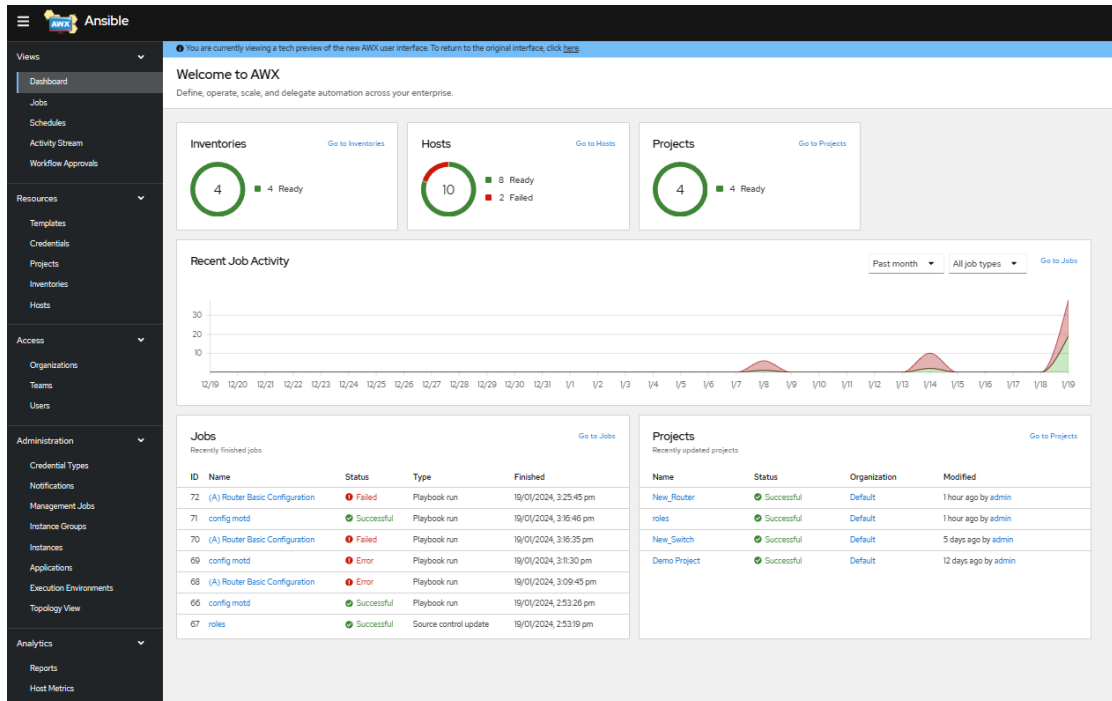 AWX Ansible
You are currently viewing a tech preview of the new AWX user interface. To return to the original interface, click here.
Views
Dashboard
Jobs
Schedules
Activity Stream
Workflow Approvals
Resources
Templates
Credentials
Projects
Inventories
Hosts
Access
Organizations
Teams
Users
Administration
Credential Types
Notifications
Management Jobs
Instance Groups
Instances
Applications
Execution Environments
Topology View
Analytics
Reports
Host Metrics
Welcome to AWX
Define, operate, scale, and delegate automation across your enterprise.
Inventories Go to Inventories
4 4 Ready
Hosts Go to Hosts
10 8 Ready
2 Failed
Projects Go to Projects
4 4 Ready
Recent Job Activity Past month All job types Go to Jobs
30
20
10
12/19 12/20 12/21 12/22 12/23 12/24 12/25 12/26 12/27 12/28 12/29 12/30 12/31 1/1 1/2 1/3 1/4 1/5 1/6 1/7 1/8 1/9 1/10 1/11 1/12 1/13 1/14 1/15 1/16 1/17 1/18 1/19
Jobs Go to Jobs
Recently finished jobs
ID Name Status Type Finished
72 (A) Router Basic Configuration Failed Playbook run 19/01/2024, 3:25:45 pm
71 config motd Successful Playbook run 19/01/2024, 3:16:46 pm
70 (A) Router Basic Configuration Failed Playbook run 19/01/2024, 3:16:35 pm
69 config motd Error Playbook run 19/01/2024, 3:11:30 pm
68 (A) Router Basic Configuration Error Playbook run 19/01/2024, 3:09:45 pm
66 config motd Successful Playbook run 19/01/2024, 2:53:26 pm
67 roles Successful Source control update 19/01/2024, 2:53:19 pm
Projects Go to Projects
Recently updated projects
Name Status Organization Modified
New_Router Successful Default 1 hour ago by admin
roles Successful Default 1 hour ago by admin
New_Switch Successful Default 5 days ago by admin
Demo Project Successful Default 12 days ago by admin